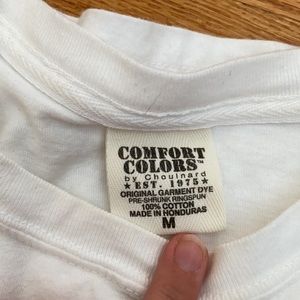 COMFORT
COLORS™
by Chouinard
★ EST. 1975 ★
ORIGINAL GARMENT DYE
PRE-SHRUNK RINGSPUN
100% COTTON
MADE IN HONDURAS
M